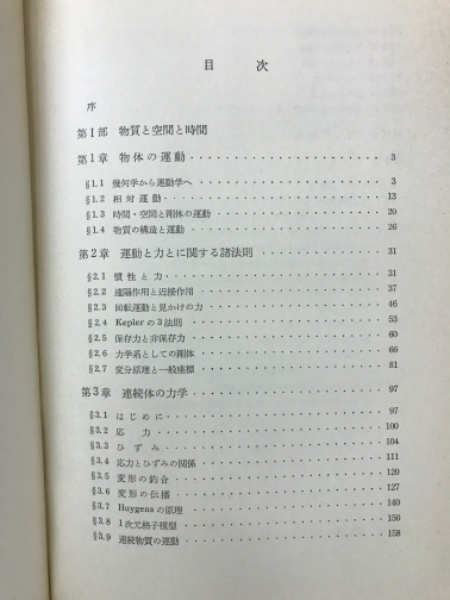 目次
序
第I部 物質と空間と時間
第1章 物体の運動 3
§1.1 幾何学から運動学へ 3
§1.2 相対運動 13
§1.3 時間・空間と剛体の運動 20
§1.4 物質の構造と運動 26
第2章 運動と力とに関する諸法則 31
§2.1 慣性と力 31
§2.2 遠隔作用と近接作用 37
§2.3 回転運動と見かけの力 46
§2.4 Keplerの3法則 53
§2.5 保存力と非保存力 60
§2.6 力学系としての剛体 66
§2.7 変分原理と一般座標 81
第3章 連続体の力学 97
§3.1 はじめに 97
§3.2 応力 100
§3.3 ひずみ 104
§3.4 応力とひずみの関係 111
§3.5 変形の釣合 120
§3.6 変形の伝播 127
§3.7 Huygensの原理 140
§3.8 1次元格子模型 150
§3.9 連続物質の運動 158